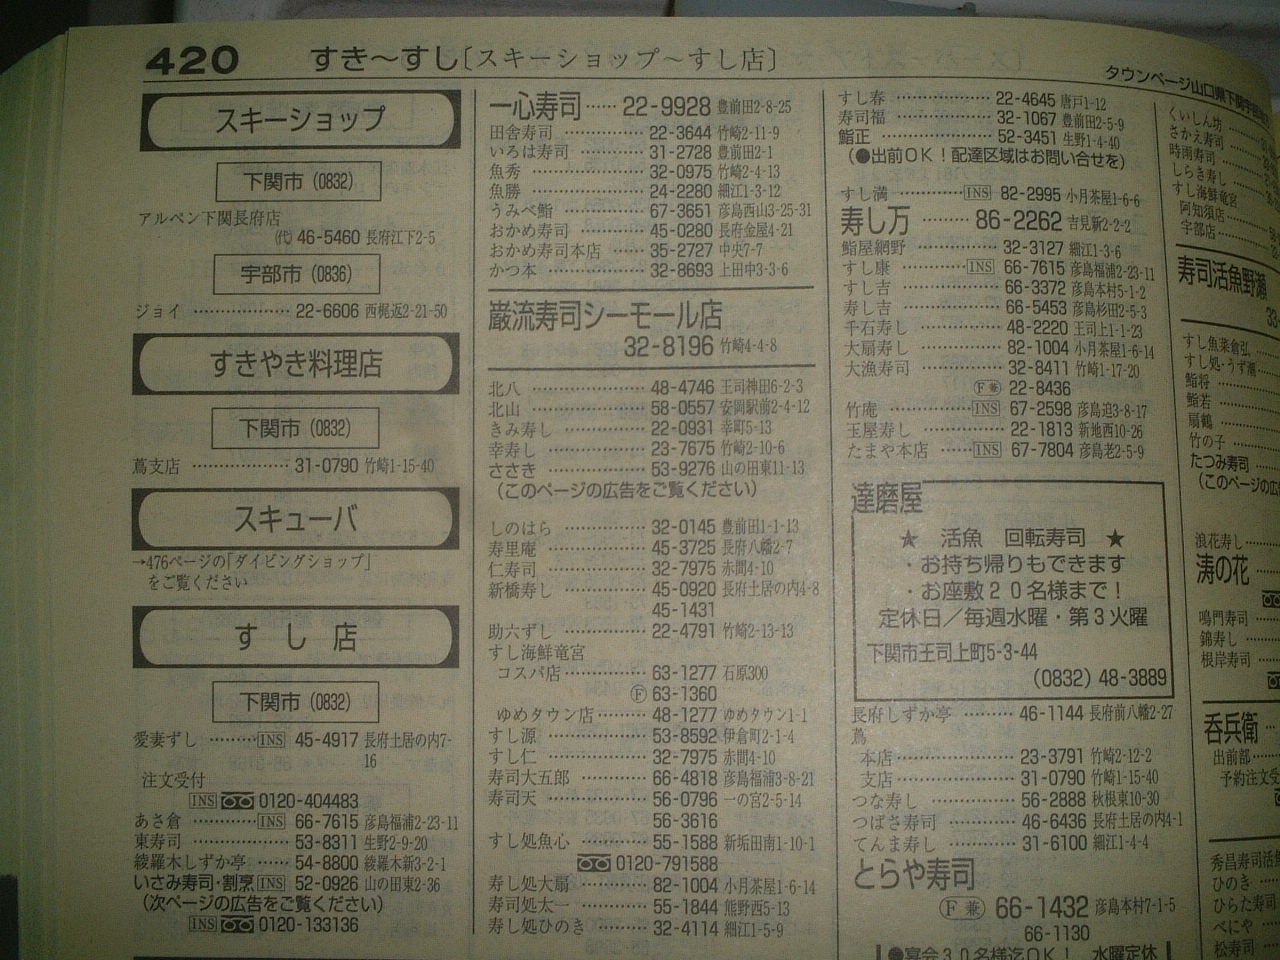 420 すき～すし〔スキーショップ～すし店〕
タウンページ山口県下関宇部
スキーショップ
下関市(0832)
アルペン下関長府店
㈹46-5460 長府江下2-5
宇部市(0836)
ジョイ ……………… 22-6606 西梶返2-21-50
すきやき料理店
下関市(0832)
蔦支店 ……………… 31-0790 竹崎1-15-40
スキューバ
→476ページの「ダイビングショップ」
をご覧ください
すし店
下関市(0832)
愛妻ずし ……… INS 45-4917 長府土居の内7-
16
注文受付
INS 0120-404483
あさ倉 ………… INS 66-7615 彦島福浦2-23-11
東寿司 ……………… 53-8311 生野2-9-20
綾羅木しずか亭 …… 54-8800 綾羅木新3-2-1
いさみ寿司・割烹 INS 52-0926 山の田東2-36
(次ページの広告をご覧ください)
INS 0120-133136
一心寿司 …… 22-9928 豊前田2-8-25
田舎寿司 …………… 22-3644 竹崎2-11-9
いろは寿司 ………… 31-2728 豊前田2-1
魚秀 ………………… 32-0975 竹崎2-4-13
魚勝 ………………… 24-2280 細江1-3-12
うみべ鮨 …………… 67-3651 彦島西山3-25-31
おかめ寿司 ………… 45-0280 長府金屋4-21
おかめ寿司本店 …… 35-2727 中央7-7
かつ本 ……………… 32-8693 上田中3-3-6
巌流寿司シーモール店
32-8196 竹崎4-4-8
北八 ………………… 48-4746 王司神田6-2-3
北山 ………………… 58-0557 安岡駅前2-4-12
きみ寿し …………… 22-0931 幸町5-13
幸寿し ……………… 23-7675 竹崎2-10-6
ささき ……………… 53-9276 山の田東11-13
(このページの広告をご覧ください)
しのはら …………… 32-0145 豊前田1-1-13
寿里庵 ……………… 45-3725 長府八幡2-7
仁寿司 ……………… 32-7975 赤間4-10
新橋寿し …………… 45-0920 長府土居の内4-8
45-1431
助六ずし …………… 22-4791 竹崎2-13-13
すし海鮮竜宮
コスパ店 …………… 63-1277 石原300
Ⓕ 63-1360
ゆめタウン店 ……… 48-1277 ゆめタウン1-1
すし源 ……………… 53-8592 伊倉町2-1-4
すし仁 ……………… 32-7975 赤間4-10
寿司大五郎 ………… 66-4818 彦島福浦3-8-21
寿司天 ……………… 56-0796 一の宮2-5-14
56-3616
すし処魚心 ………… 55-1588 新垢田南1-10-1
0120-791588
寿し処大扇 ………… 82-1004 小月茶屋1-6-14
寿司処太一 ………… 55-1844 熊野西5-13
寿し処ひのき ……… 32-4114 細江1-5-9
すし春 ……………… 22-4645 唐戸1-12
寿司福 ……………… 32-1067 豊前田2-5-9
鮨正 ………………… 52-3451 生野1-4-40
(●出前OK！配達区域はお問い合せを)
すし満 ………… INS 82-2995 小月茶屋1-6-6
寿し万 ……… 86-2262 吉見新2-2-2
鮨屋網野 …………… 32-3127 細江1-3-6
すし康 ………… INS 66-7615 彦島福浦2-23-11
すし吉 ……………… 66-3372 彦島本村5-1-2
寿し吉 ……………… 66-5453 彦島杉田2-5-3
千石寿し …………… 48-2220 王司上1-1-23
大扇寿し …………… 82-1004 小月茶屋1-6-14
大漁寿司 …………… 32-8411 竹崎1-17-20
(F兼) 22-8436
竹庵 …………… INS 67-2598 彦島迫3-8-17
玉屋寿し …………… 22-1813 新地西10-26
たまや本店 …… INS 67-7804 彦島老2-5-9
達磨屋
★ 活魚 回転寿司 ★
・お持ち帰りもできます
・お座敷20名様まで！
定休日／毎週水曜・第3火曜
下関市王司上町5-3-44
(0832) 48-3889
長府しずか亭 ……… 46-1144 長府前八幡2-27
蔦
本店 ………………… 23-3791 竹崎2-12-2
支店 ………………… 31-0790 竹崎1-15-40
つな寿し …………… 56-2888 秋根東10-30
つばさ寿司 ………… 46-6436 長府土居の内4-1
てんま寿し ………… 31-6100 細江1-4-4
とらや寿司
(F兼) 66-1432 彦島本村7-1-5
66-1130
●宴会30名様迄OK！ 水曜定休
くいしん坊
さかえ寿司
時雨寿司
しらき寿し
すし海鮮竜宮
阿知須店
宇部店
寿司活魚野瀬
33-
すし魚菜倉弘
すし処・うず潮
鮨将
鮨若
扇鶴
竹の子
たつみ寿司
(このページの広告
浪花寿し
涛の花
鳴門寿司
錦寿し
根岸寿司
呑兵衛
出前部
予約注文受
秀昌寿司活魚
ひのき
ひらた寿司
べにや
松寿司